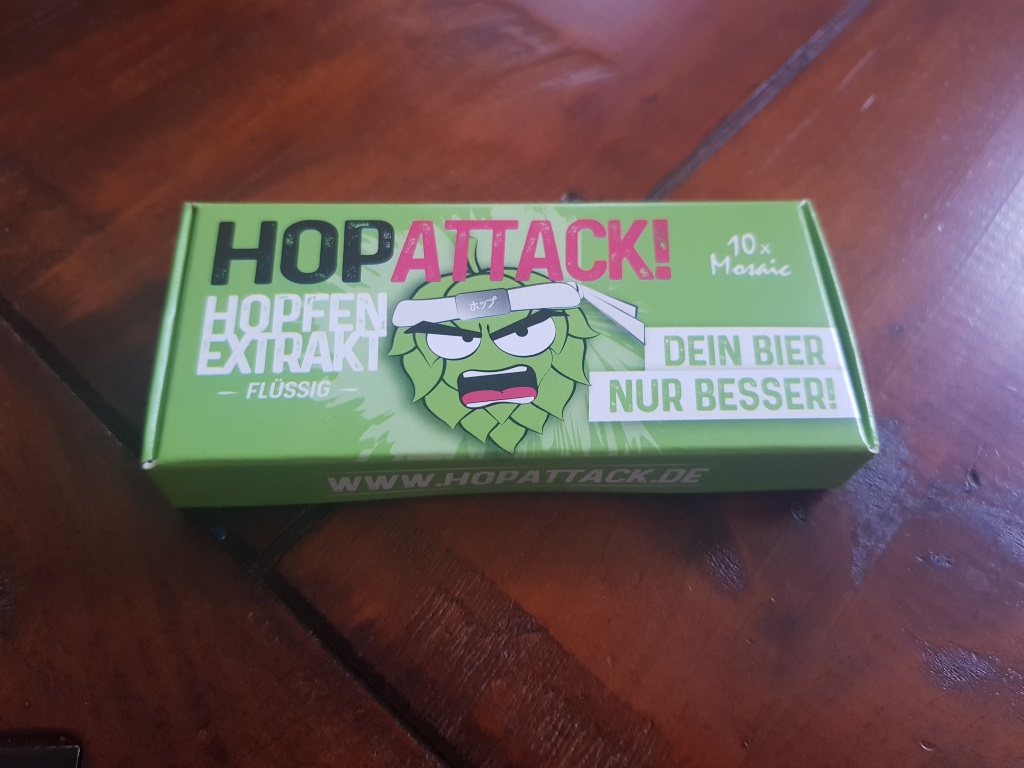 HOPATTACK!
10x
Mosaic
HOPFEN
EXTRAKT
– FLÜSSIG –
ホップ
DEIN BIER
NUR BESSER!
WWW.HOPATTACK.DE